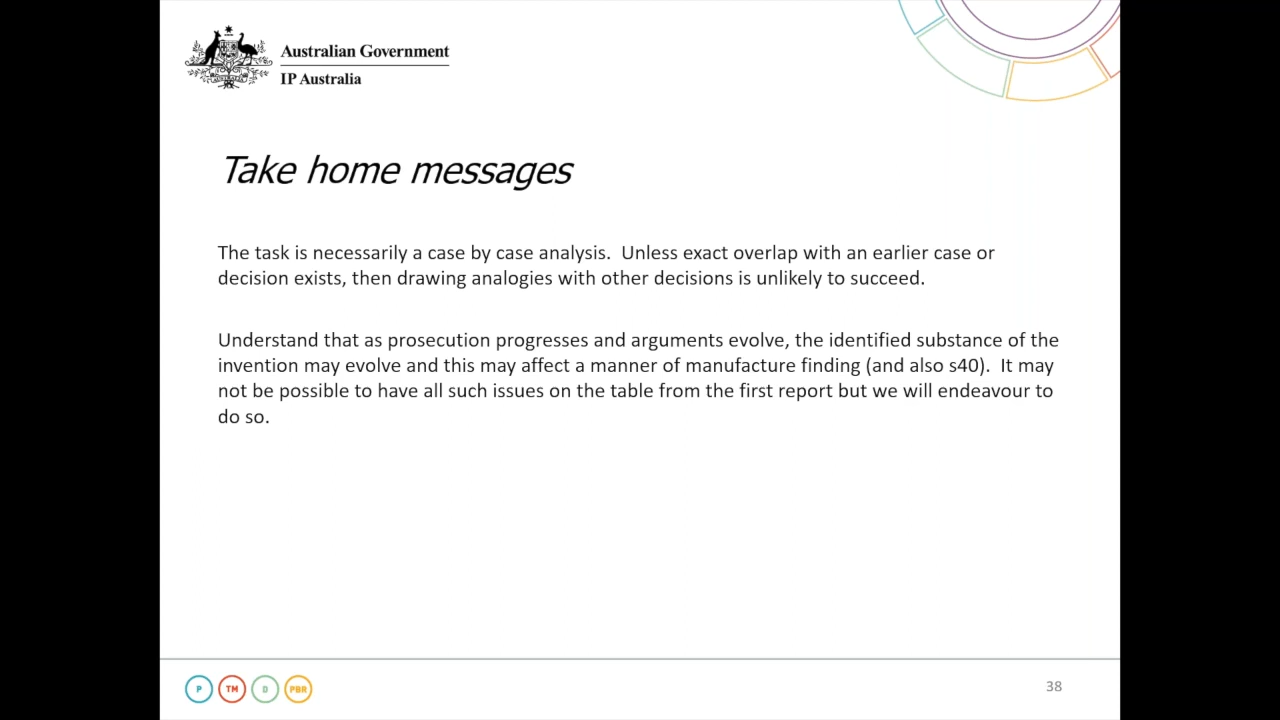 Australian Government
IP Australia
Take home messages
The task is necessarily a case by case analysis.  Unless exact overlap with an earlier case or
decision exists, then drawing analogies with other decisions is unlikely to succeed.
Understand that as prosecution progresses and arguments evolve, the identified substance of the
invention may evolve and this may affect a manner of manufacture finding (and also s40).  It may
not be possible to have all such issues on the table from the first report but we will endeavour to
do so.
P TM D PBR
38